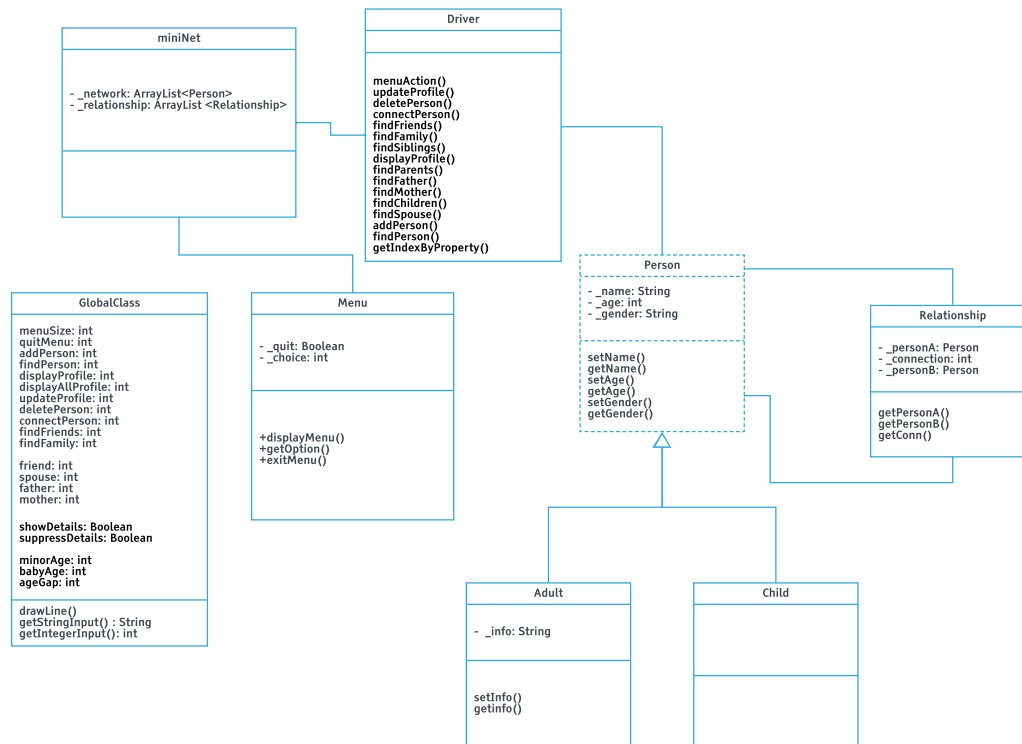 miniNet
- _network: ArrayList<Person>
- _relationship: ArrayList <Relationship>
Driver
menuAction()
updateProfile()
deletePerson()
connectPerson()
findFriends()
findFamily()
findSiblings()
displayProfile()
findParents()
findFather()
findMother()
findChildren()
findSpouse()
addPerson()
findPerson()
getIndexByProperty()
GlobalClass
menuSize: int
quitMenu: int
addPerson: int
findPerson: int
displayProfile: int
displayAllProfile: int
updateProfile: int
deletePerson: int
connectPerson: int
findFriends: int
findFamily: int
friend: int
spouse: int
father: int
mother: int
showDetails: Boolean
suppressDetails: Boolean
minorAge: int
babyAge: int
ageGap: int
drawLine()
getStringInput() : String
getIntegerInput(): int
Menu
- _quit: Boolean
- _choice: int
+displayMenu()
+getOption()
+exitMenu()
Person
- _name: String
- _age: int
- _gender: String
setName()
getName()
setAge()
getAge()
setGender()
getGender()
Relationship
- _personA: Person
- _connection: int
- _personB: Person
getPersonA()
getPersonB()
getConn()
Adult
- _info: String
setInfo()
getinfo()
Child